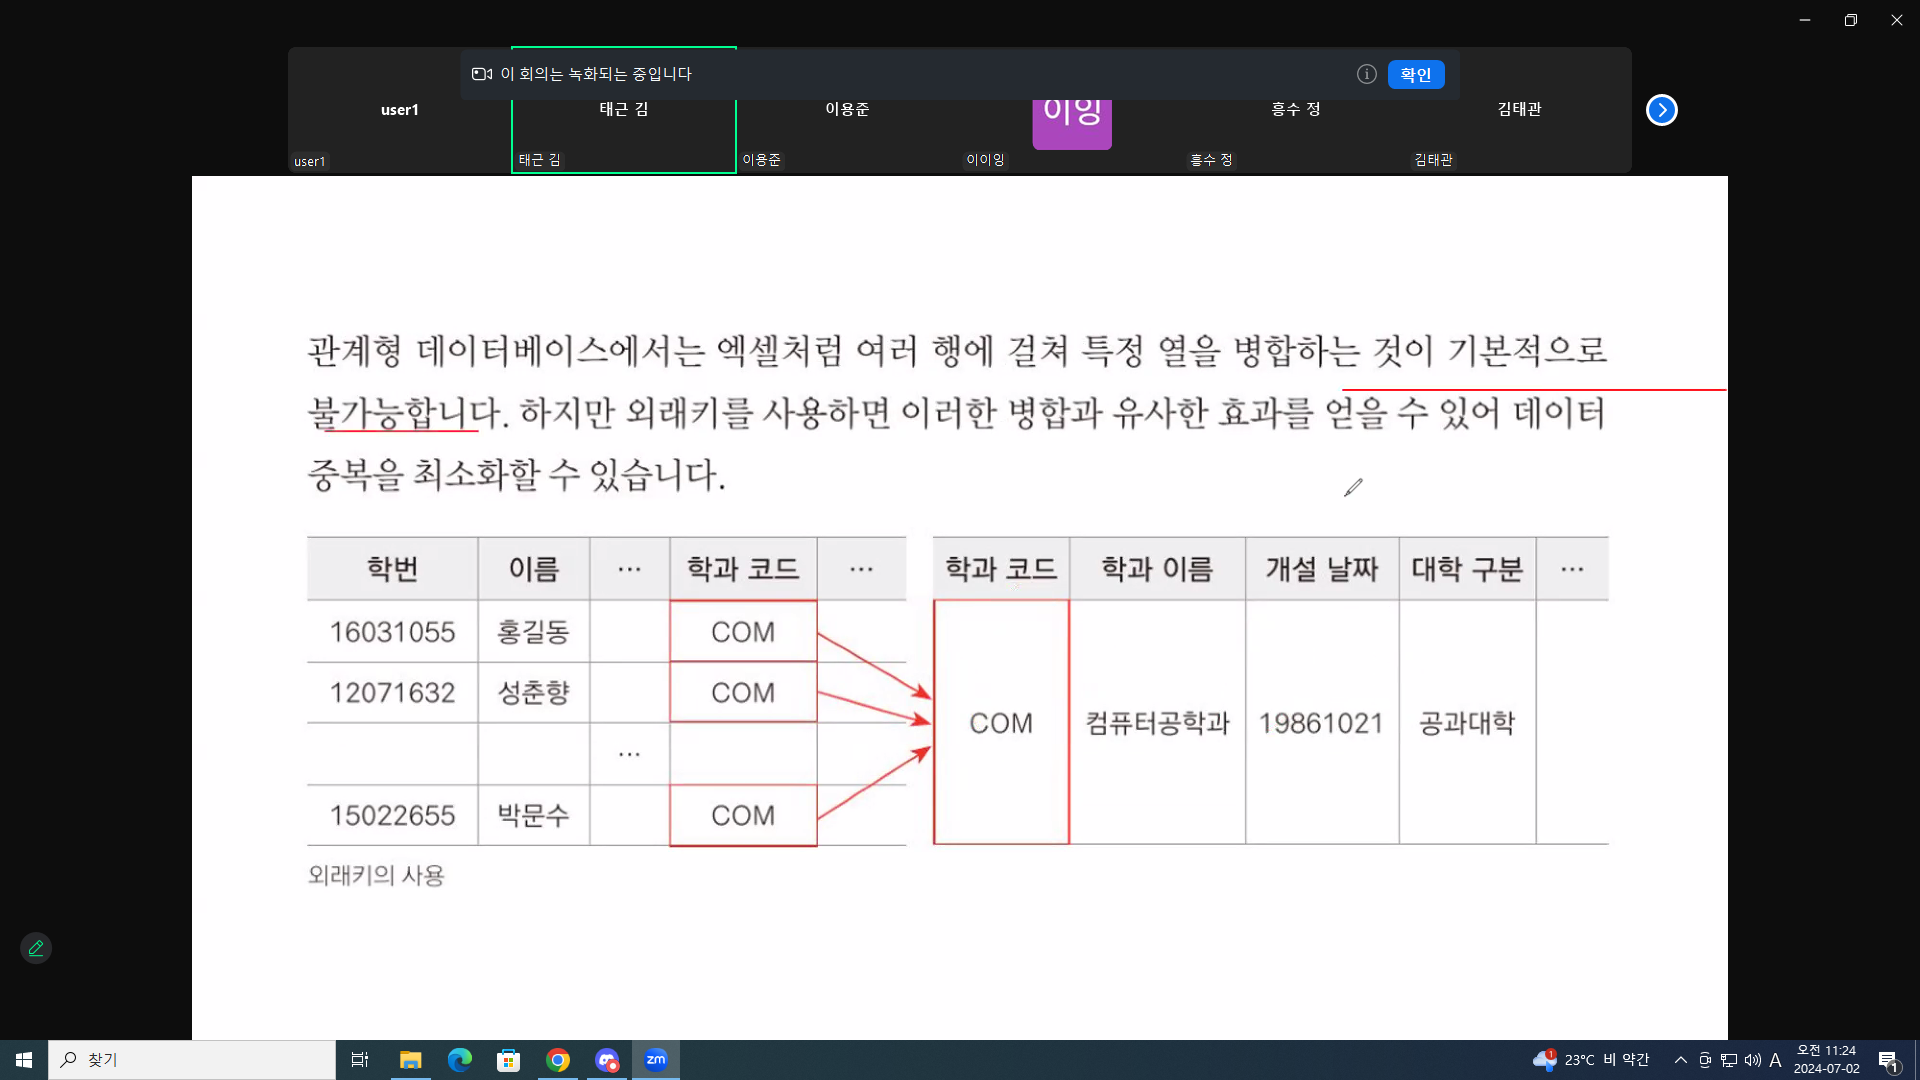 이 회의는 녹화되는 중입니다
확인
user1
태근 김
이용준
이잉
흥수 정
김태관
user1
태근 김
이용준
이이잉
흥수 정
김태관
관계형 데이터베이스에서는 엑셀처럼 여러 행에 걸쳐 특정 열을 병합하는 것이 기본적으로
불가능합니다. 하지만 외래키를 사용하면 이러한 병합과 유사한 효과를 얻을 수 있어 데이터
중복을 최소화할 수 있습니다.
학번 이름 … 학과 코드 …
16031055 홍길동 COM
12071632 성춘향 COM
…
15022655 박문수 COM
학과 코드 학과 이름 개설 날짜 대학 구분 …
COM 컴퓨터공학과 19861021 공과대학
외래키의 사용
찾기
zm
1
23°C 비 약간
A
오전 11:24
2024-07-02
1